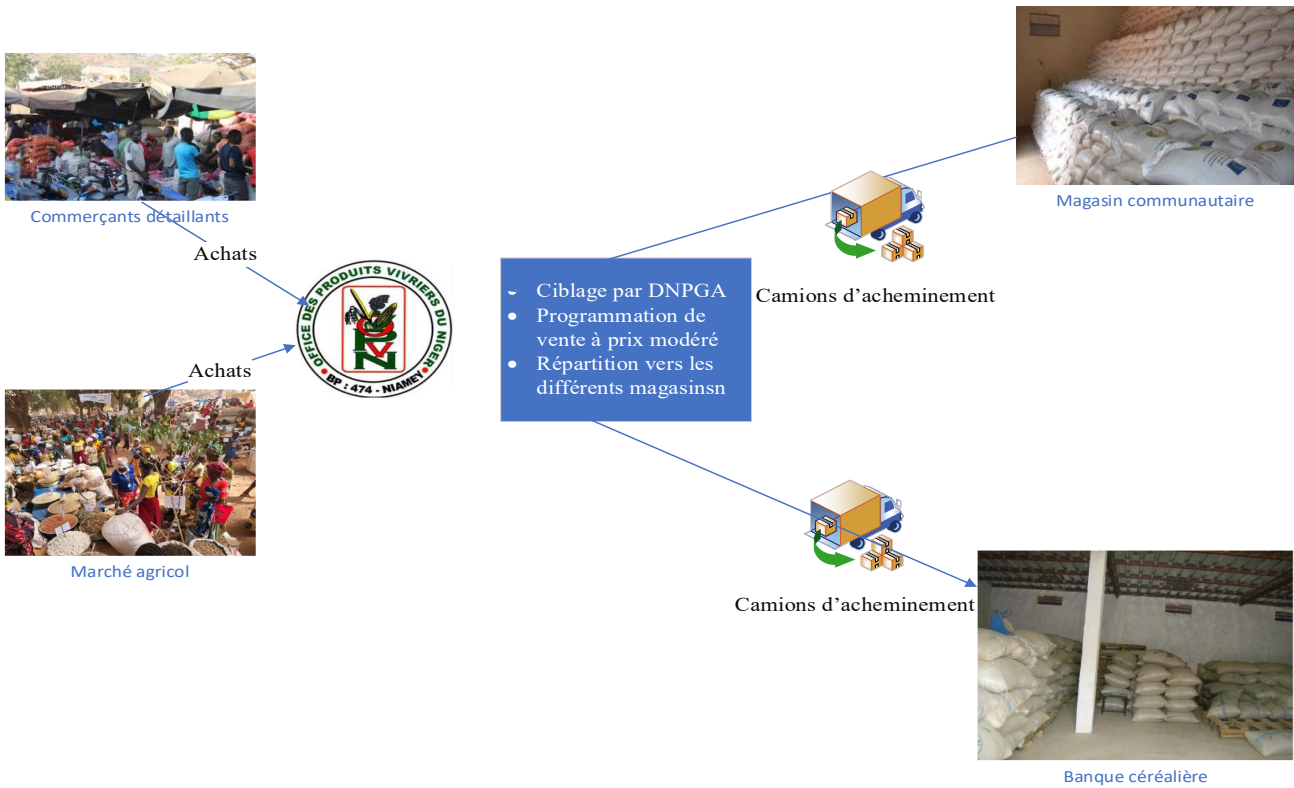 Commerçants détaillants
Achats
OFFICE DES PRODUITS VIVRIERS DU NIGER
OPVN
BP : 474 - NIAMEY
Achats
Marché agricol
Ciblage par DNPGA
Programmation de
vente à prix modéré
Répartition vers les
différents magasinsn
Camions d’acheminement
Magasin communautaire
Camions d’acheminement
Banque céréalière